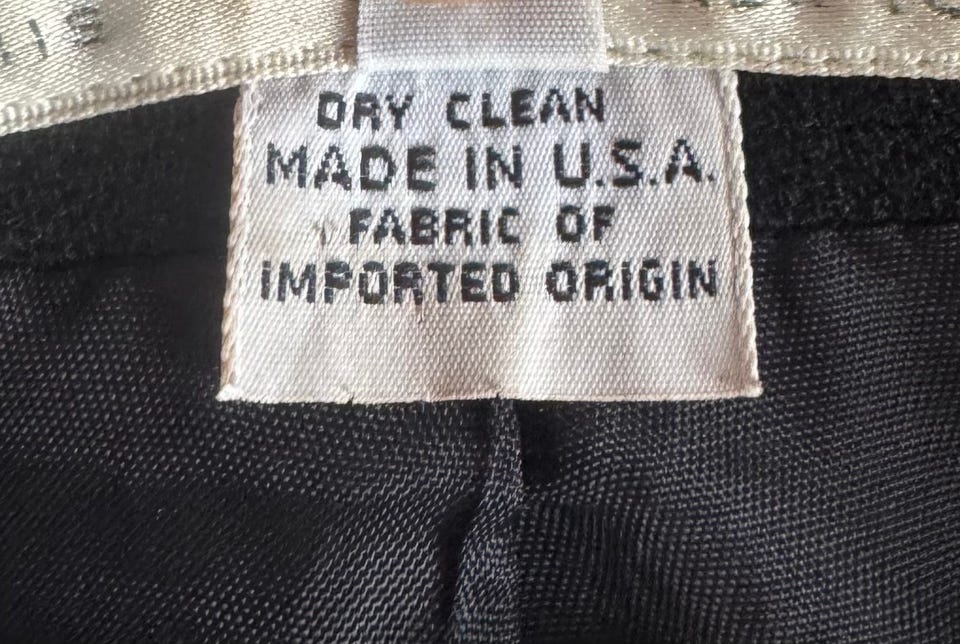 DRY CLEAN
MADE IN U.S.A.
FABRIC OF
IMPORTED ORIGIN